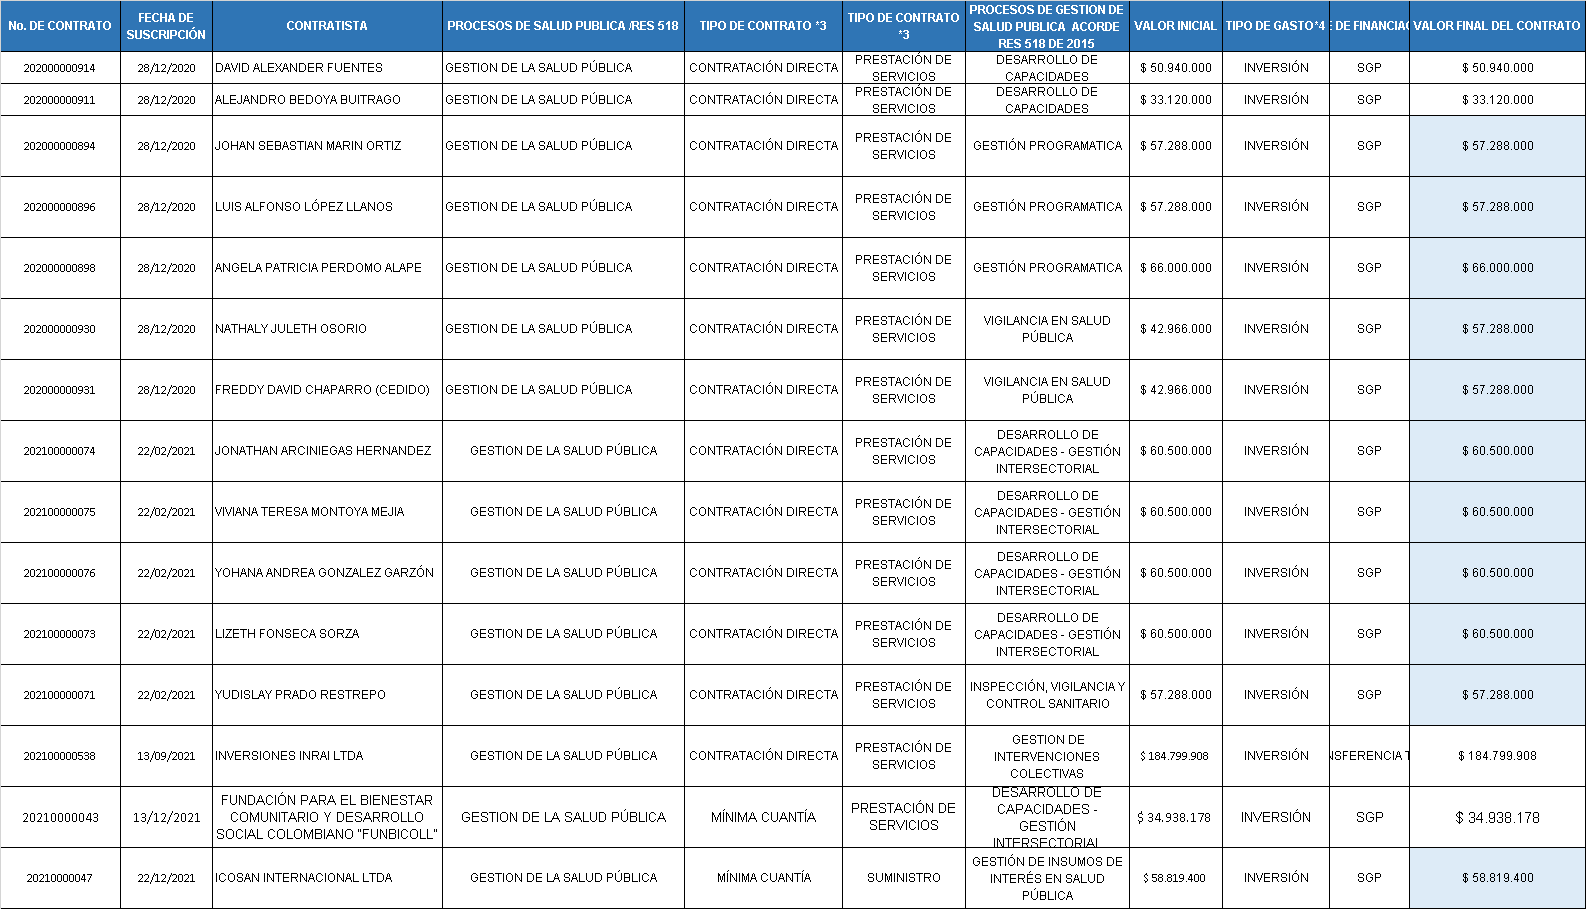 No. DE CONTRATO FECHA DE SUSCRIPCIÓN CONTRATISTA PROCESOS DE SALUD PUBLICA /RES 518 TIPO DE CONTRATO *3 TIPO DE CONTRATO *3 PROCESOS DE GESTION DE SALUD PUBLICA ACORDE RES 518 DE 2015 VALOR INICIAL TIPO DE GASTO*4 E DE FINANCIAC VALOR FINAL DEL CONTRATO
202000000914 28/12/2020 DAVID ALEXANDER FUENTES GESTION DE LA SALUD PÚBLICA CONTRATACIÓN DIRECTA PRESTACIÓN DE SERVICIOS DESARROLLO DE CAPACIDADES $ 50.940.000 INVERSIÓN SGP $ 50.940.000
202000000911 28/12/2020 ALEJANDRO BEDOYA BUITRAGO GESTION DE LA SALUD PÚBLICA CONTRATACIÓN DIRECTA PRESTACIÓN DE SERVICIOS DESARROLLO DE CAPACIDADES $ 33.120.000 INVERSIÓN SGP $ 33.120.000
202000000894 28/12/2020 JOHAN SEBASTIAN MARIN ORTIZ GESTION DE LA SALUD PÚBLICA CONTRATACIÓN DIRECTA PRESTACIÓN DE SERVICIOS GESTIÓN PROGRAMATICA $ 57.288.000 INVERSIÓN SGP $ 57.288.000
202000000896 28/12/2020 LUIS ALFONSO LÓPEZ LLANOS GESTION DE LA SALUD PÚBLICA CONTRATACIÓN DIRECTA PRESTACIÓN DE SERVICIOS GESTIÓN PROGRAMATICA $ 57.288.000 INVERSIÓN SGP $ 57.288.000
202000000898 28/12/2020 ANGELA PATRICIA PERDOMO ALAPE GESTION DE LA SALUD PÚBLICA CONTRATACIÓN DIRECTA PRESTACIÓN DE SERVICIOS GESTIÓN PROGRAMATICA $ 66.000.000 INVERSIÓN SGP $ 66.000.000
202000000930 28/12/2020 NATHALY JULETH OSORIO GESTION DE LA SALUD PÚBLICA CONTRATACIÓN DIRECTA PRESTACIÓN DE SERVICIOS VIGILANCIA EN SALUD PÚBLICA $ 42.966.000 INVERSIÓN SGP $ 57.288.000
202000000931 28/12/2020 FREDDY DAVID CHAPARRO (CEDIDO) GESTION DE LA SALUD PÚBLICA CONTRATACIÓN DIRECTA PRESTACIÓN DE SERVICIOS VIGILANCIA EN SALUD PÚBLICA $ 42.966.000 INVERSIÓN SGP $ 57.288.000
202100000074 22/02/2021 JONATHAN ARCINIEGAS HERNANDEZ GESTION DE LA SALUD PÚBLICA CONTRATACIÓN DIRECTA PRESTACIÓN DE SERVICIOS DESARROLLO DE CAPACIDADES - GESTIÓN INTERSECTORIAL $ 60.500.000 INVERSIÓN SGP $ 60.500.000
202100000075 22/02/2021 VIVIANA TERESA MONTOYA MEJIA GESTION DE LA SALUD PÚBLICA CONTRATACIÓN DIRECTA PRESTACIÓN DE SERVICIOS DESARROLLO DE CAPACIDADES - GESTIÓN INTERSECTORIAL $ 60.500.000 INVERSIÓN SGP $ 60.500.000
202100000076 22/02/2021 YOHANA ANDREA GONZALEZ GARZÓN GESTION DE LA SALUD PÚBLICA CONTRATACIÓN DIRECTA PRESTACIÓN DE SERVICIOS DESARROLLO DE CAPACIDADES - GESTIÓN INTERSECTORIAL $ 60.500.000 INVERSIÓN SGP $ 60.500.000
202100000073 22/02/2021 LIZETH FONSECA SORZA GESTION DE LA SALUD PÚBLICA CONTRATACIÓN DIRECTA PRESTACIÓN DE SERVICIOS DESARROLLO DE CAPACIDADES - GESTIÓN INTERSECTORIAL $ 60.500.000 INVERSIÓN SGP $ 60.500.000
202100000071 22/02/2021 YUDISLAY PRADO RESTREPO GESTION DE LA SALUD PÚBLICA CONTRATACIÓN DIRECTA PRESTACIÓN DE SERVICIOS INSPECCIÓN, VIGILANCIA Y CONTROL SANITARIO $ 57.288.000 INVERSIÓN SGP $ 57.288.000
202100000538 13/09/2021 INVERSIONES INRAI LTDA GESTION DE LA SALUD PÚBLICA CONTRATACIÓN DIRECTA PRESTACIÓN DE SERVICIOS GESTION DE INTERVENCIONES COLECTIVAS $ 184.799.908 INVERSIÓN NSFERENCIA T $ 184.799.908
20210000043 13/12/2021 FUNDACIÓN PARA EL BIENESTAR COMUNITARIO Y DESARROLLO SOCIAL COLOMBIANO "FUNBICOLL" GESTION DE LA SALUD PÚBLICA MÍNIMA CUANTÍA PRESTACIÓN DE SERVICIOS DESARROLLO DE CAPACIDADES - GESTIÓN INTERSECTORIAL $ 34.938.178 INVERSIÓN SGP $ 34.938.178
20210000047 22/12/2021 ICOSAN INTERNACIONAL LTDA GESTION DE LA SALUD PÚBLICA MÍNIMA CUANTÍA SUMINISTRO GESTIÓN DE INSUMOS DE INTERÉS EN SALUD PÚBLICA $ 58.819.400 INVERSIÓN SGP $ 58.819.400